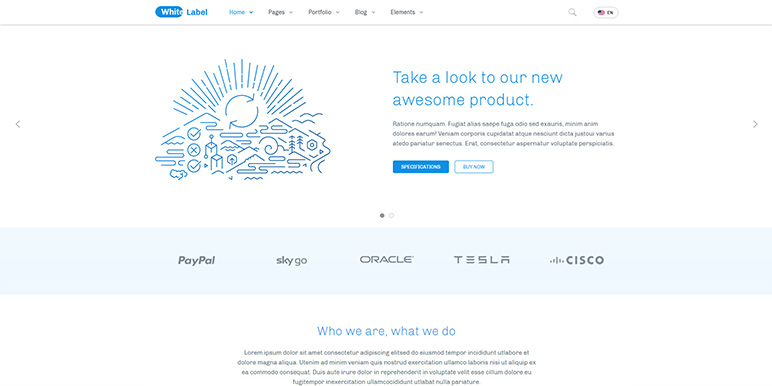 White Label
Home Pages Portfolio Blog Elements EN
Take a look to our new
awesome product.
Ratione numquam. Fugiat alias saepe fuga odio sed exauris, minim anim
dolores earum! Veniam corporis cupidatat atque nesciunt dicta justoui varus
atedo pariatur senectus. Erat, consectetur aspernatur voluptate perspiciatis.
SPECIFICATIONS BUY NOW
PayPal sky go ORACLE TESLA CISCO
Who we are, what we do
Lorem ipsum dolor sit amet consectetur adipiscing elitsed do eiusmod tempor incididunt utlabore et
dolore magna aliqua. Utenim ad minim veniam quis nostrud exercitation ullamco laboris nisi ut aliquip ex
ea commodo consequat. Duis aute irure dolor in reprehenderit in voluptate velit esse cillum dolore eu
fugitempor inexercitation ullamcocididunt utlabat nulla pariature.